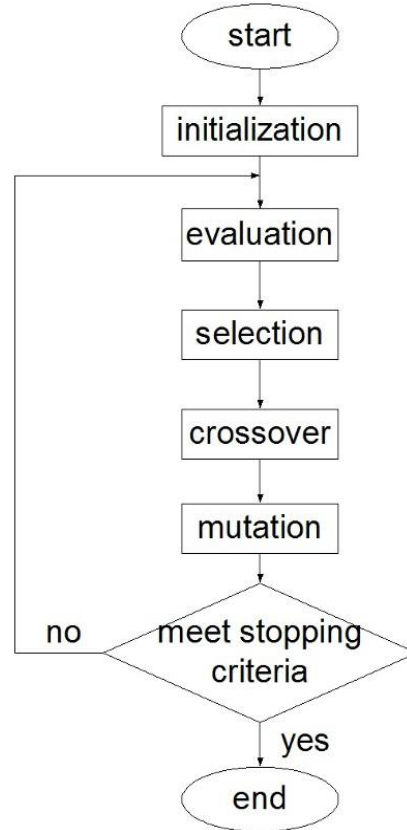 start
initialization
evaluation
selection
crossover
mutation
no
meet stopping
criteria
yes
end